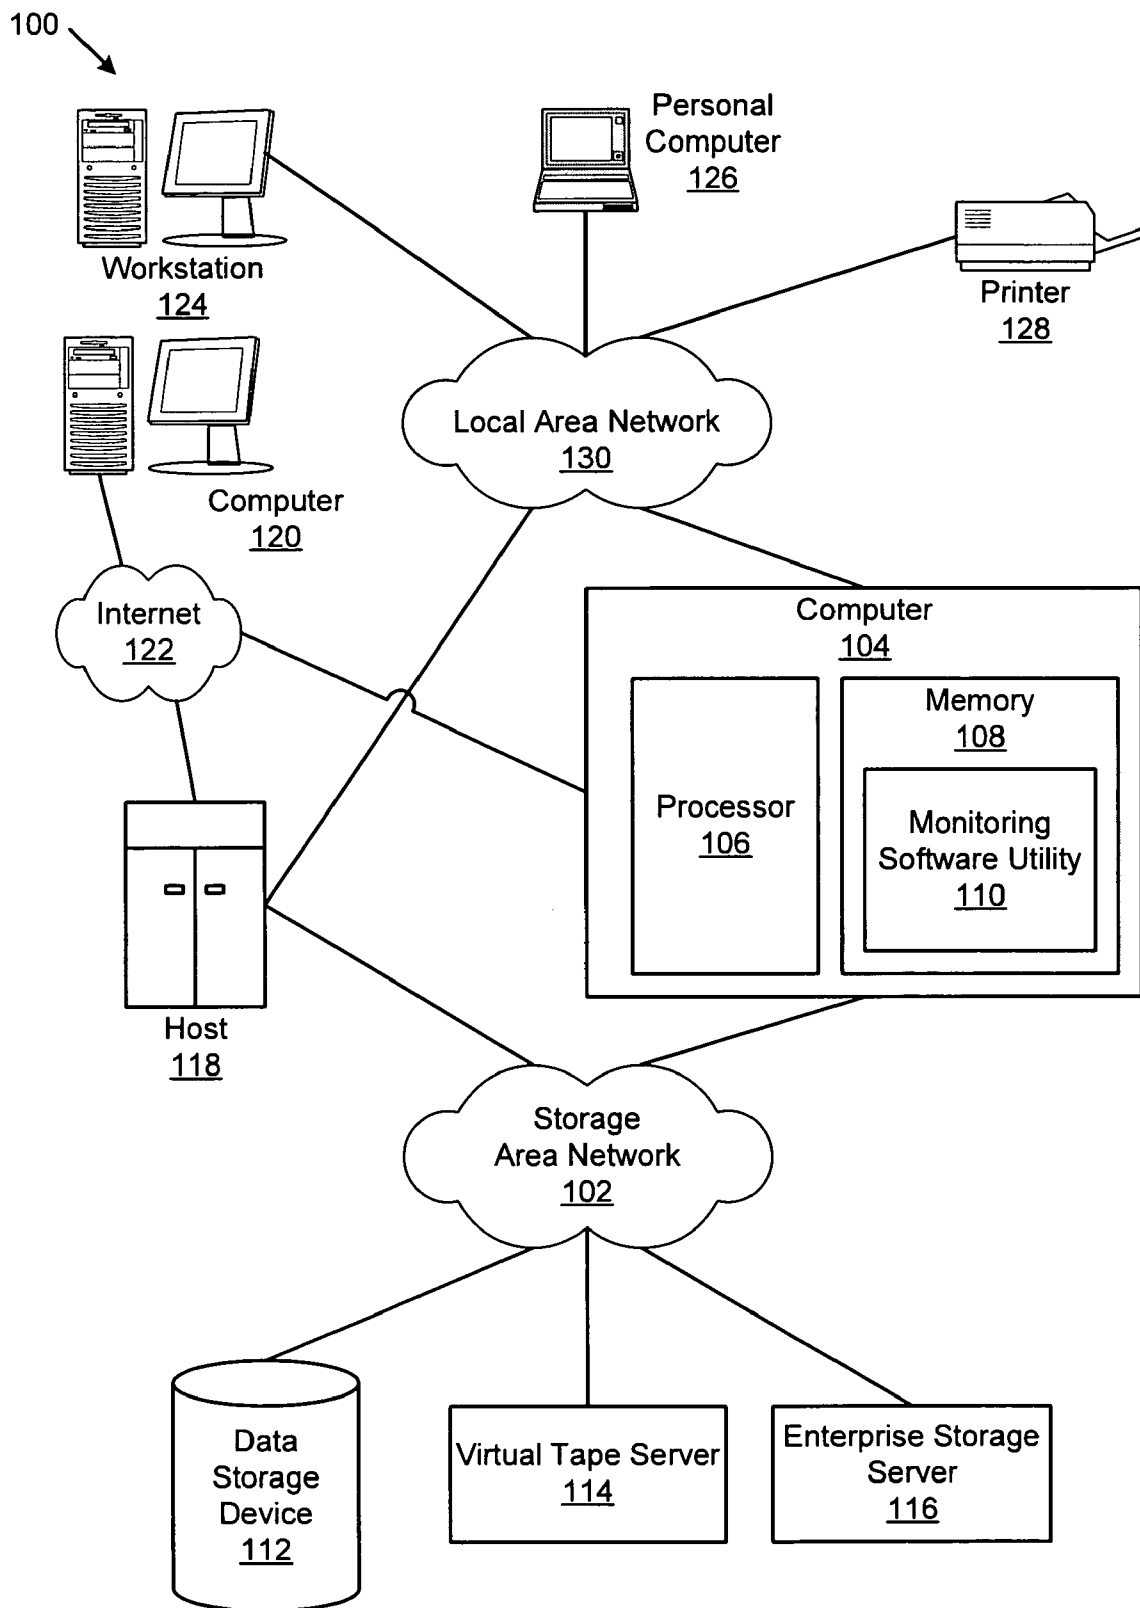 100
Personal
Computer
126
Workstation
124
Printer
128
Local Area Network
130
Computer
120
Internet
122
Computer
104
Memory
108
Processor
106
Monitoring
Software Utility
110
Host
118
Storage
Area Network
102
Data
Storage
Device
112
Virtual Tape Server
114
Enterprise Storage
Server
116